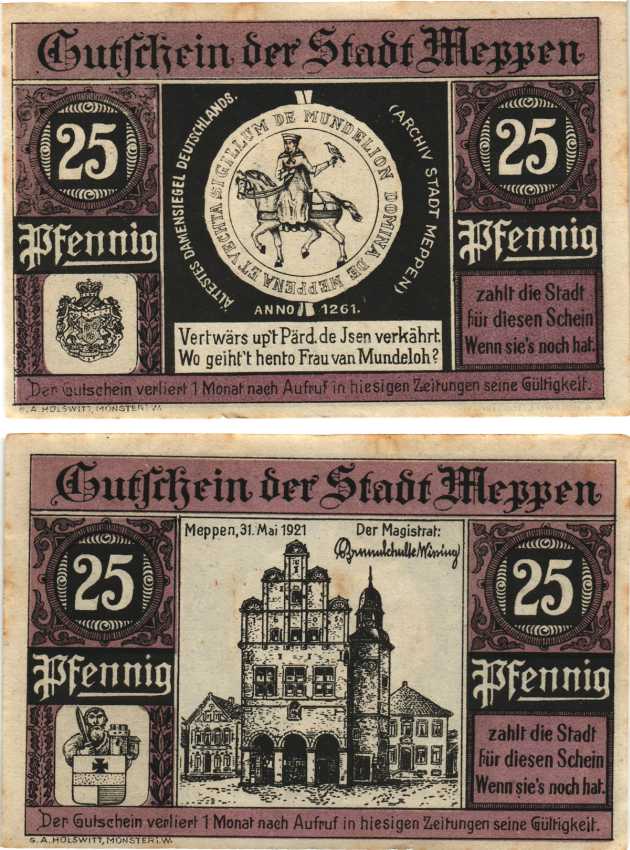 Gutschein der Stadt Meppen
25
Pfennig
ÄLTESTES DAMENSIEGEL DEUTSCHLANDS.
(ARCHIV STADT MEPPEN)
SIGILLUM DE MUNDELION DOMINA DE MEPPENA ET VECHTA
ANNO 1261.
25
Pfennig
Vertwärs up't Pärd. de Jsen verkährt.
Wo geiht't hento Frau van Mundeloh?
zahlt die Stadt
für diesen Schein
Wenn sie's noch hat.
Der Gutschein verliert 1 Monat nach Aufruf in hiesigen Zeitungen seine Gültigkeit.
G. A. HÜLSWITT, MÜNSTER I. W.
Gutschein der Stadt Meppen
25
Pfennig
Meppen, 31. Mai 1921
Der Magistrat:
25
Pfennig
zahlt die Stadt
für diesen Schein
Wenn sie's noch hat.
Der Gutschein verliert 1 Monat nach Aufruf in hiesigen Zeitungen seine Gültigkeit.
G. A. HÜLSWITT, MÜNSTER I. W.